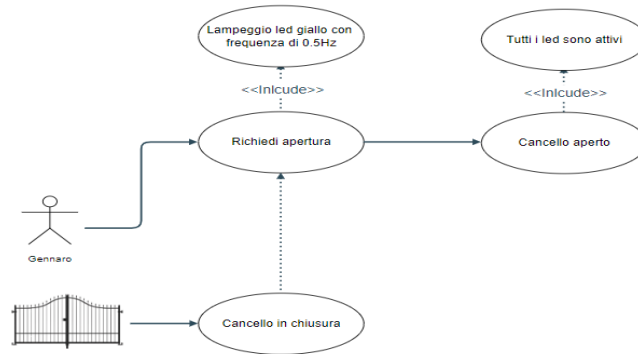 Lampeggio led giallo con
frequenza di 0.5Hz
Tutti i led sono attivi
<<Inlcude>>
<<Inlcude>>
Richiedi apertura
Cancello aperto
Gennaro
Cancello in chiusura